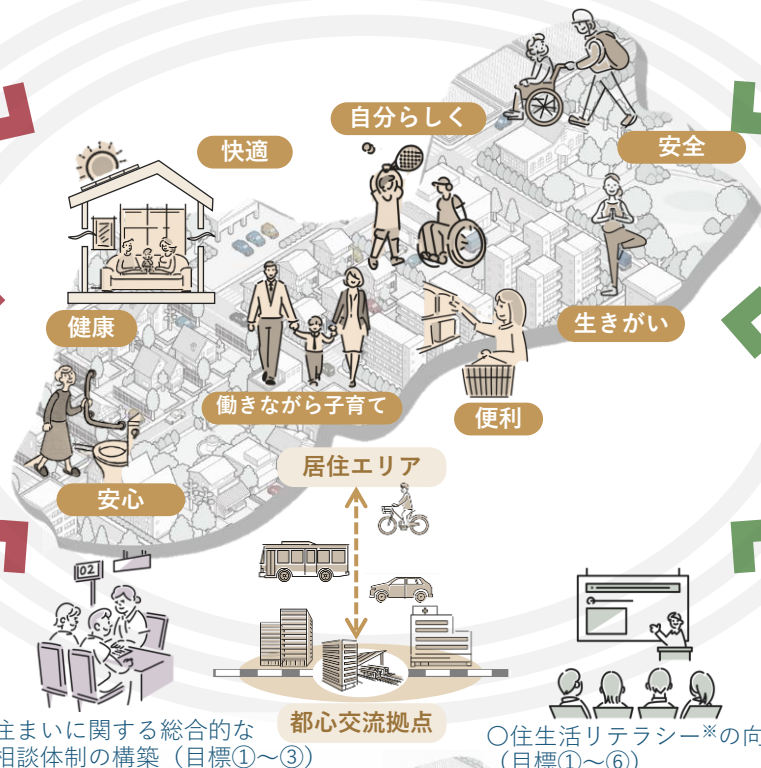 自分らしく
快適
安全
健康
生きがい
働きながら子育て
便利
居住エリア
安心
02
都心交流拠点
住まいに関する総合的な
相談体制の構築（目標①～③）
〇住生活リテラシー※の向
（目標①～⑥）